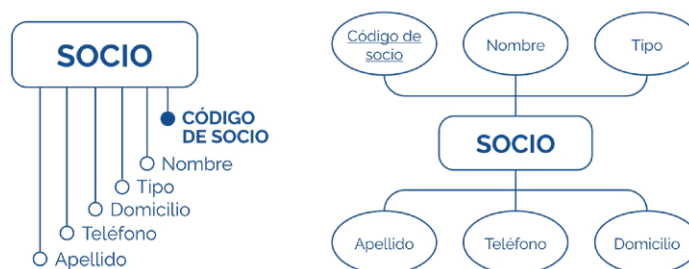 SOCIO
CÓDIGO
DE SOCIO
Nombre
Tipo
Domicilio
Teléfono
Apellido
Código de
socio
Nombre
Tipo
SOCIO
Apellido
Teléfono
Domicilio